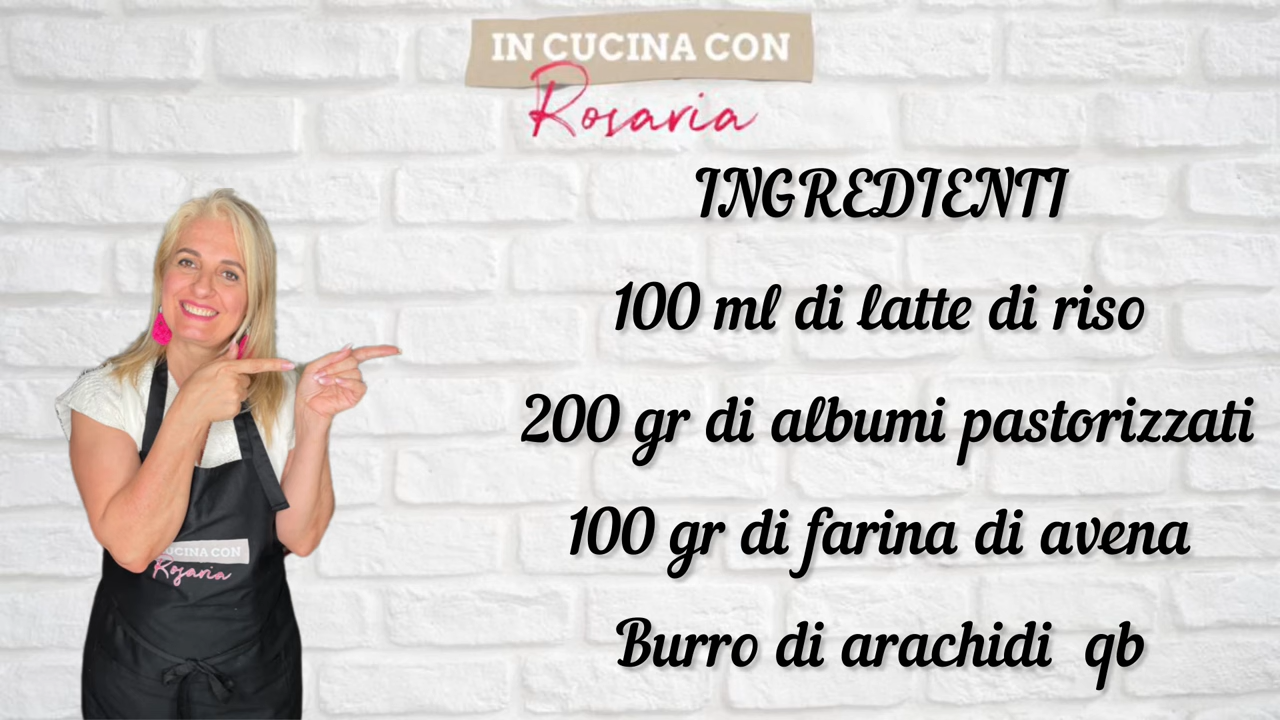 IN CUCINA CON
Rosaria
INGREDIENTI
100 ml di latte di riso
200 gr di albumi pastorizzati
100 gr di farina di avena
Burro di arachidi qb
CUCINA CON
Rosaria